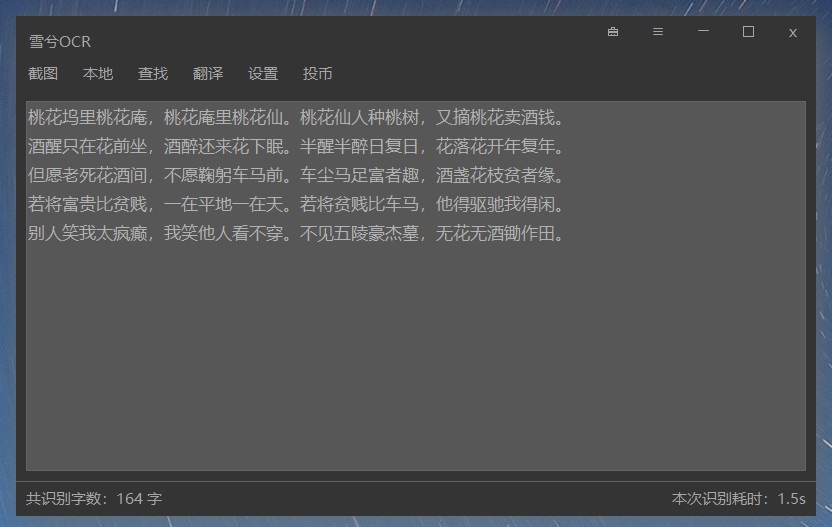 雪兮OCR
x
截图 本地 查找 翻译 设置 投币
桃花坞里桃花庵，桃花庵里桃花仙。桃花仙人种桃树，又摘桃花卖酒钱。
酒醒只在花前坐，酒醉还来花下眠。半醒半醉日复日，花落花开年复年。
但愿老死花酒间，不愿鞠躬车马前。车尘马足富者趣，酒盏花枝贫者缘。
若将富贵比贫贱，一在平地一在天。若将贫贱比车马，他得驱驰我得闲。
别人笑我太疯癫，我笑他人看不穿。不见五陵豪杰墓，无花无酒锄作田。
共识别字数：164 字 本次识别耗时：1.5s